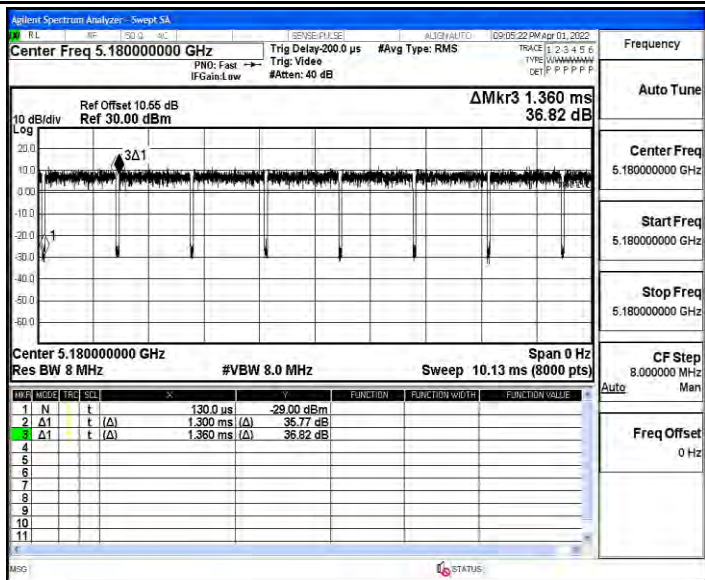 Agilent Spectrum Analyzer - Swept SA
RL RF 50 Ω AC SENSE:PULSE ALIGN AUTO 09:05:22 PM Apr 01, 2022
Center Freq 5.180000000 GHz
PNO: Fast
IFGain:Low
Trig Delay-200.0 µs
Trig: Video
#Atten: 40 dB
#Avg Type: RMS
TRACE 1 2 3 4 5 6
TYPE
DET P P P P P P
ΔMkr3 1.360 ms
36.82 dB
Ref Offset 10.55 dB
10 dB/div Ref 30.00 dBm
Log
20.0
10.0
0.00
-10.0
-20.0
-30.0
-40.0
-50.0
-60.0
3Δ1
1
Center 5.180000000 GHz Span 0 Hz
Res BW 8 MHz #VBW 8.0 MHz Sweep 10.13 ms (8000 pts)
MKR MODE TRC SCL X Y FUNCTION FUNCTION WIDTH FUNCTION VALUE
1 N t 130.0 us -29.00 dBm
2 Δ1 t (Δ) 1.300 ms (Δ) 35.77 dB
3 Δ1 t (Δ) 1.360 ms (Δ) 36.82 dB
4
5
6
7
8
9
10
11
MSG STATUS
Frequency
Auto Tune
Center Freq
5.180000000 GHz
Start Freq
5.180000000 GHz
Stop Freq
5.180000000 GHz
CF Step
8.000000 MHz
Auto Man
Freq Offset
0 Hz